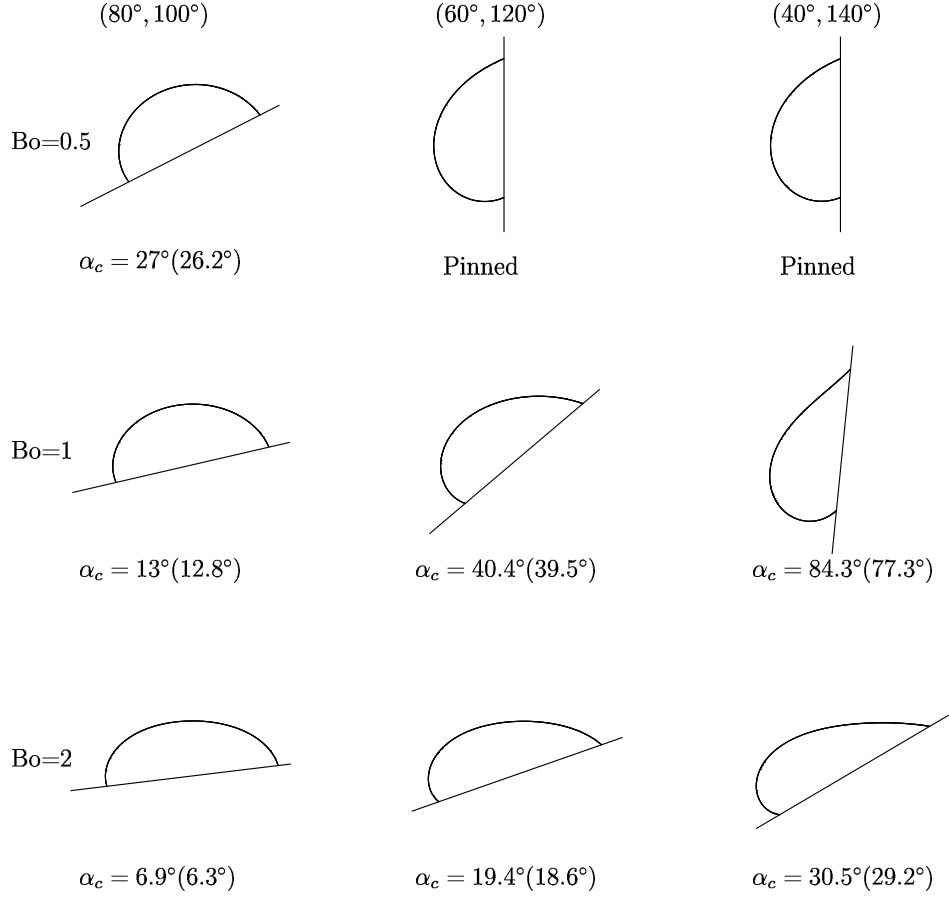 (80°, 100°) (60°, 120°) (40°, 140°)
Bo=0.5
α_c = 27°(26.2°) Pinned Pinned
Bo=1
α_c = 13°(12.8°) α_c = 40.4°(39.5°) α_c = 84.3°(77.3°)
Bo=2
α_c = 6.9°(6.3°) α_c = 19.4°(18.6°) α_c = 30.5°(29.2°)